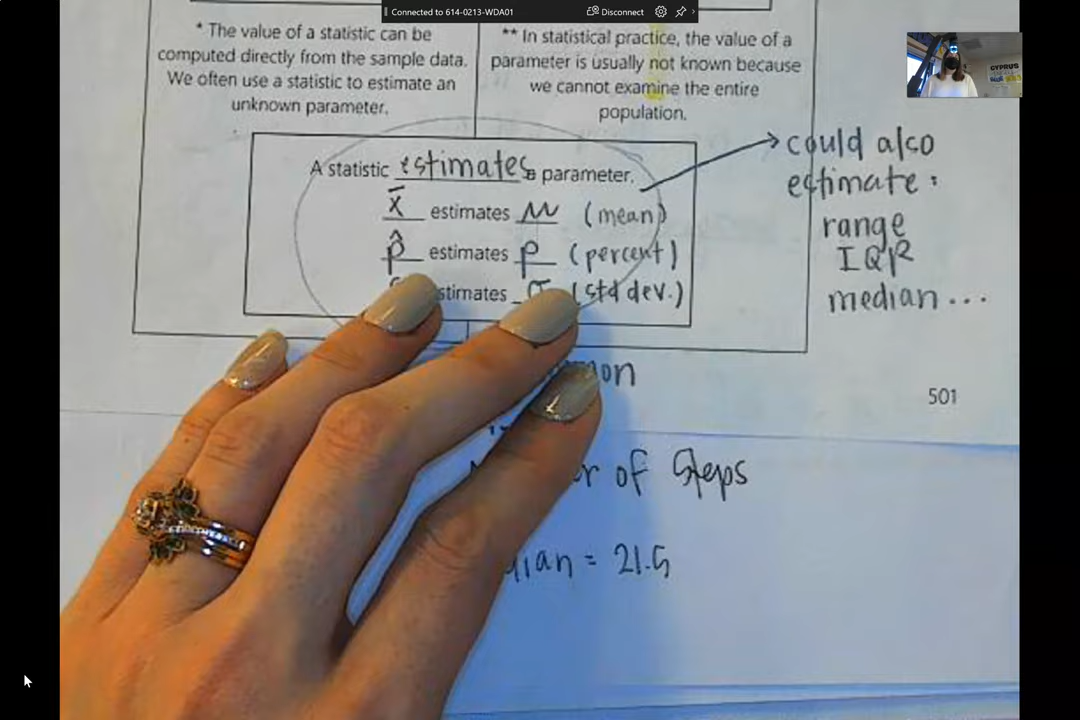 Connected to 614-0213-WDA01
Disconnect
* The value of a statistic can be
computed directly from the sample data.
We often use a statistic to estimate an
unknown parameter.
** In statistical practice, the value of a
parameter is usually not known because
we cannot examine the entire
population.
CYPRUS
A statistic estimates a parameter.
x̄ estimates μ (mean)
p̂ estimates p (percent)
estimates σ (std dev.)
could also
estimate:
range
IQR
median...
501
of Steps
= 21.5